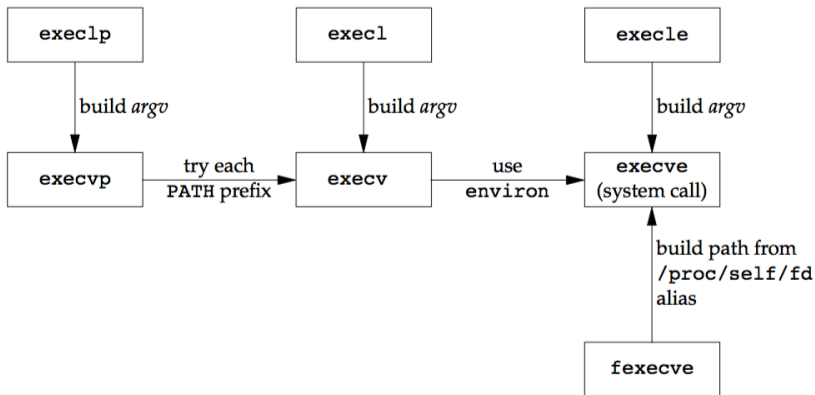 execlp
execl
execle
build argv
build argv
build argv
execvp
try each
PATH prefix
execv
use
environ
execve
(system call)
build path from
/proc/self/fd
alias
fexecve